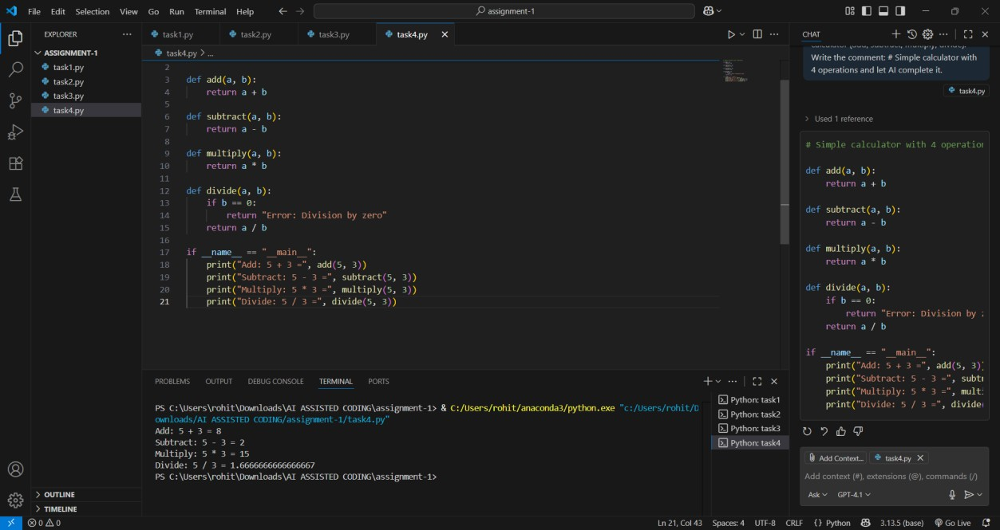 File Edit Selection View Go Run Terminal Help
assignment-1
EXPLORER
ASSIGNMENT-1
task1.py
task2.py
task3.py
task4.py
OUTLINE
TIMELINE
task1.py task2.py task3.py task4.py
task4.py > ...
2
3 def add(a, b):
4 return a + b
5
6 def subtract(a, b):
7 return a - b
8
9 def multiply(a, b):
10 return a * b
11
12 def divide(a, b):
13 if b == 0:
14 return "Error: Division by zero"
15 return a / b
16
17 if __name__ == "__main__":
18 print("Add: 5 + 3 =", add(5, 3))
19 print("Subtract: 5 - 3 =", subtract(5, 3))
20 print("Multiply: 5 * 3 =", multiply(5, 3))
21 print("Divide: 5 / 3 =", divide(5, 3))
PROBLEMS OUTPUT DEBUG CONSOLE TERMINAL PORTS
PS C:\Users\rohit\Downloads\AI ASSISTED CODING\assignment-1> & C:/Users/rohit/anaconda3/python.exe "c:/Users/rohit/D
ownloads/AI ASSISTED CODING/assignment-1/task4.py"
Add: 5 + 3 = 8
Subtract: 5 - 3 = 2
Multiply: 5 * 3 = 15
Divide: 5 / 3 = 1.6666666666666667
PS C:\Users\rohit\Downloads\AI ASSISTED CODING\assignment-1>
Python: task1
Python: task2
Python: task3
Python: task4
CHAT
Write the comment: # Simple calculator with
4 operations and let AI complete it.
task4.py
Used 1 reference
# Simple calculator with 4 operation
def add(a, b):
return a + b
def subtract(a, b):
return a - b
def multiply(a, b):
return a * b
def divide(a, b):
if b == 0:
return "Error: Division by z
return a / b
if __name__ == "__main__":
print("Add: 5 + 3 =", add(5, 3)
print("Subtract: 5 - 3 =", subtr
print("Multiply: 5 * 3 =", multi
print("Divide: 5 / 3 =", divide(
Add Context... task4.py
Add context (#), extensions (@), commands (/)
Ask GPT-4.1
0 0 Ln 21, Col 43 Spaces: 4 UTF-8 CRLF {} Python 3.13.5 (base) Go Live